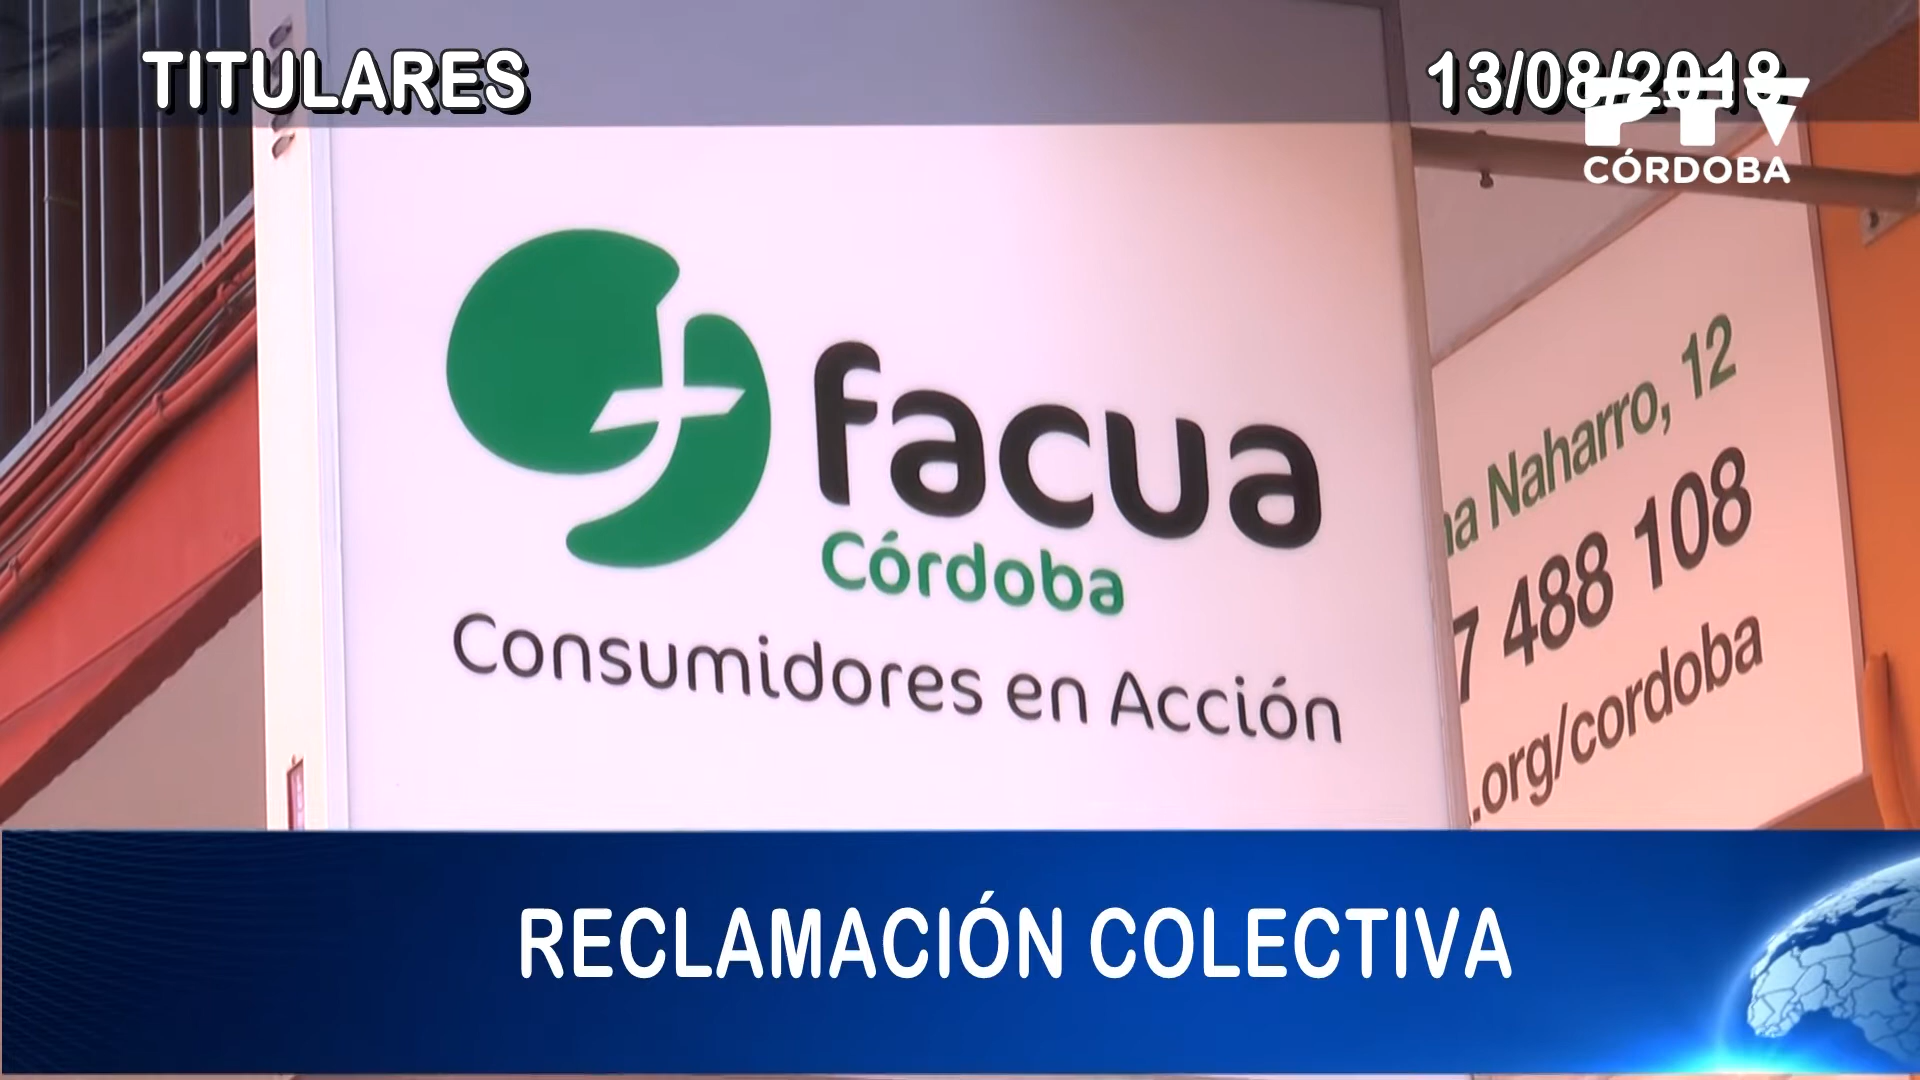 TITULARES
13/08/2018
PTV
CÓRDOBA
facua
Córdoba
Consumidores en Acción
Naharro, 12
7 488 108
.org/cordoba
RECLAMACIÓN COLECTIVA